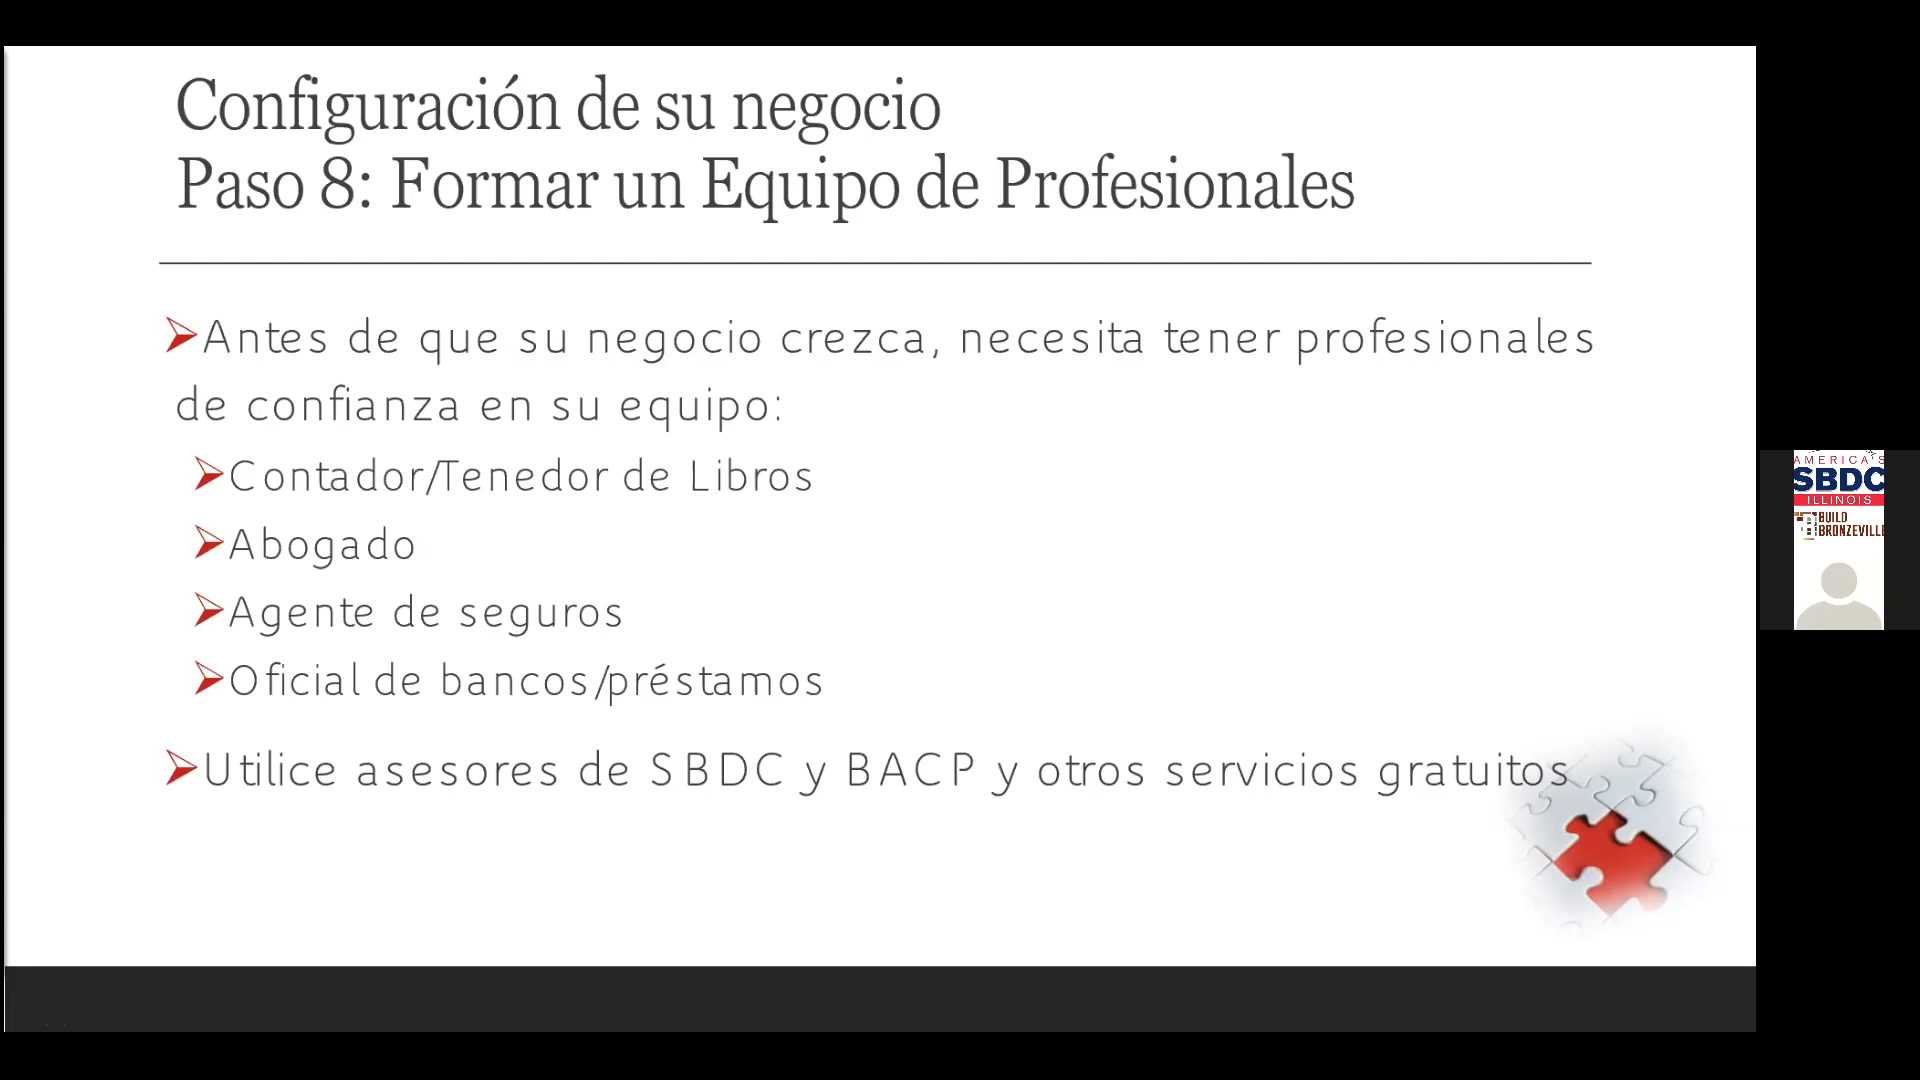 Configuración de su negocio
Paso 8: Formar un Equipo de Profesionales
Antes de que su negocio crezca, necesita tener profesionales
de confianza en su equipo:
Contador/Tenedor de Libros
Abogado
Agente de seguros
Oficial de bancos/préstamos
Utilice asesores de SBDC y BACP y otros servicios gratuitos
AMERICA'S
SBDC
ILLINOIS
BUILD
BRONZEVILLE